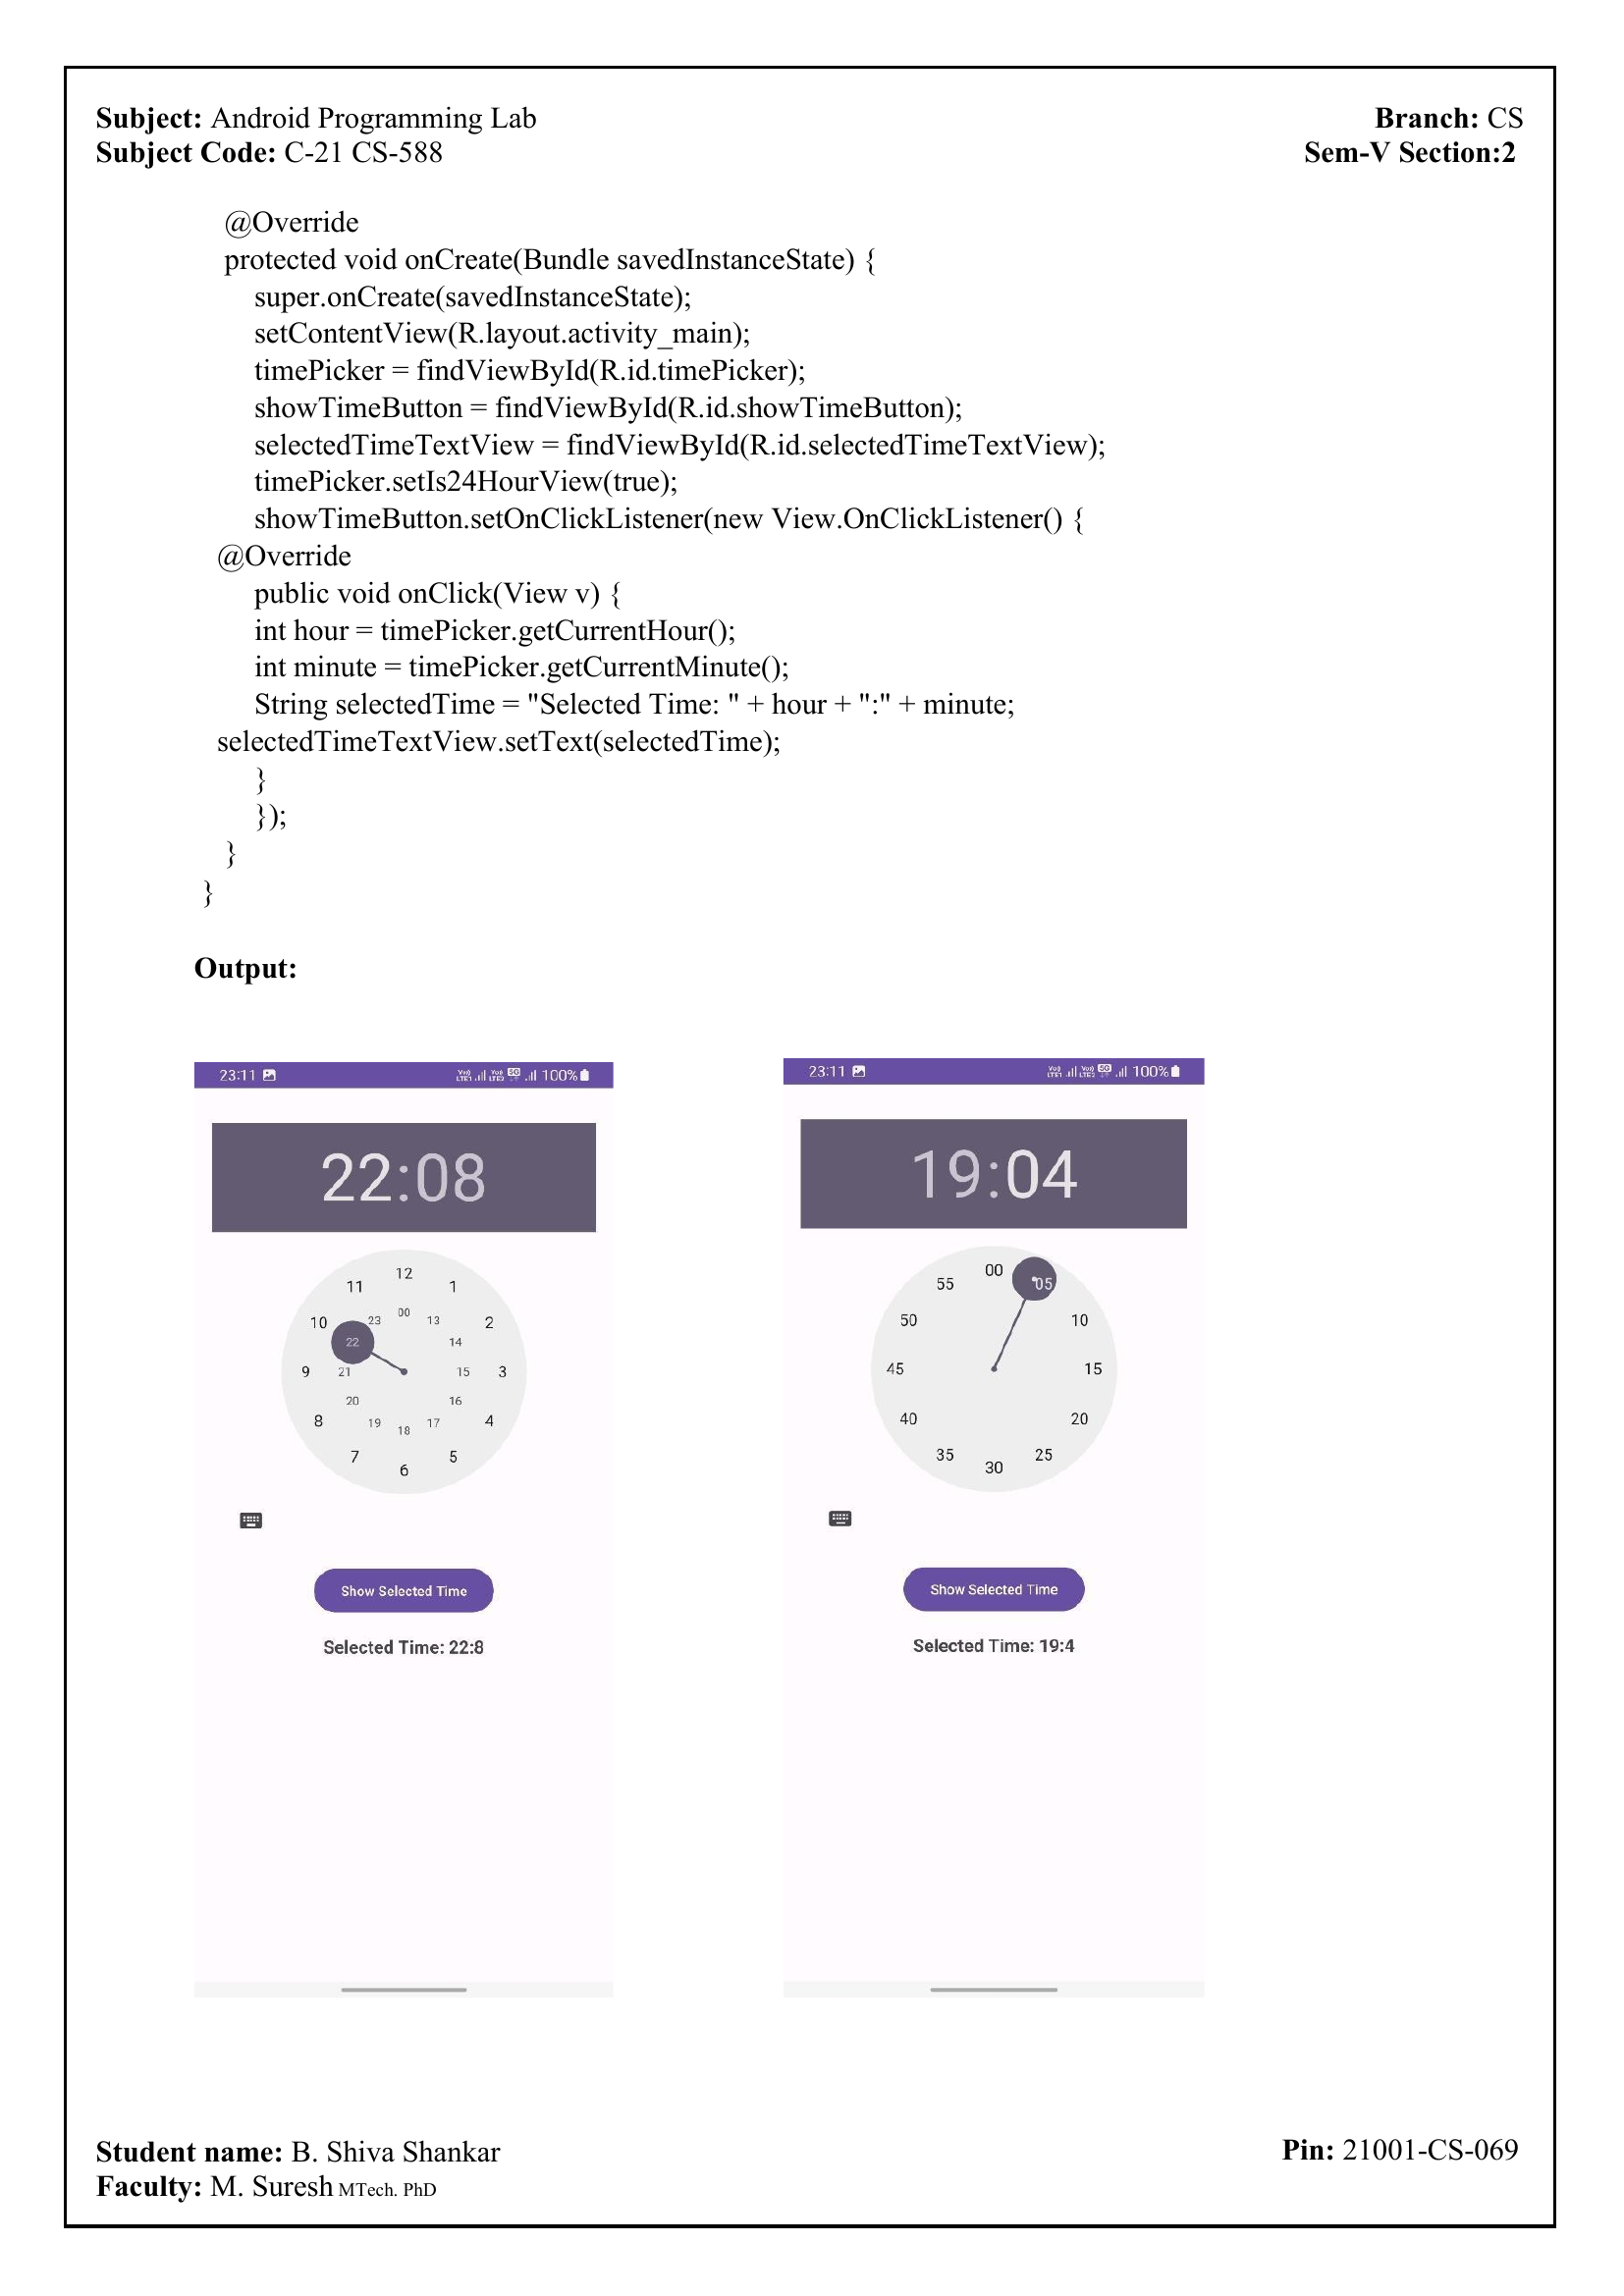 Subject: Android Programming Lab Branch: CS
Subject Code: C-21 CS-588 Sem-V Section:2
@Override
protected void onCreate(Bundle savedInstanceState) {
super.onCreate(savedInstanceState);
setContentView(R.layout.activity_main);
timePicker = findViewById(R.id.timePicker);
showTimeButton = findViewById(R.id.showTimeButton);
selectedTimeTextView = findViewById(R.id.selectedTimeTextView);
timePicker.setIs24HourView(true);
showTimeButton.setOnClickListener(new View.OnClickListener() {
@Override
public void onClick(View v) {
int hour = timePicker.getCurrentHour();
int minute = timePicker.getCurrentMinute();
String selectedTime = "Selected Time: " + hour + ":" + minute;
selectedTimeTextView.setText(selectedTime);
}
});
}
}
Output:
23:11 100%
22:08
12
11 1
00
10 23 13 2
22 14
9 21 15 3
20 16
8 19 17 4
18
7 5
6
Show Selected Time
Selected Time: 22:8
23:11 100%
19:04
00
55 05
50 10
45 15
40 20
35 25
30
Show Selected Time
Selected Time: 19:4
Student name: B. Shiva Shankar Pin: 21001-CS-069
Faculty: M. Suresh MTech. PhD